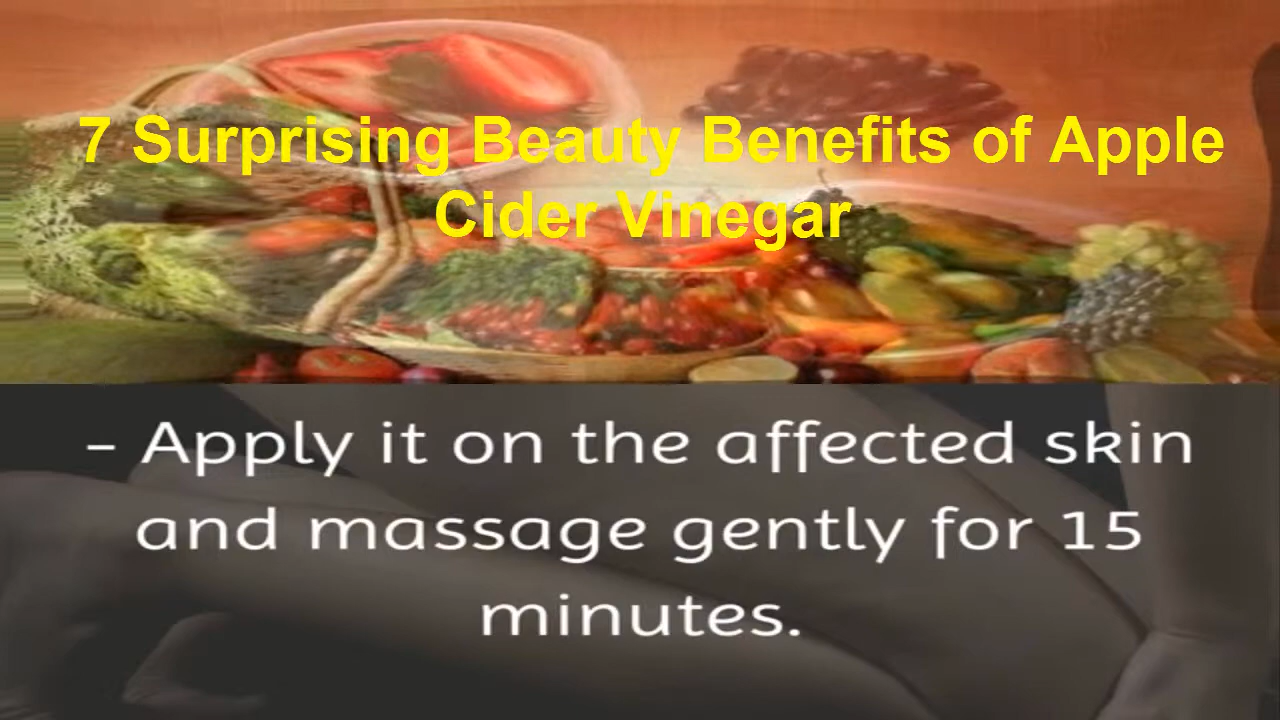 7 Surprising Beauty Benefits of Apple
Cider Vinegar
- Apply it on the affected skin
and massage gently for 15
minutes.